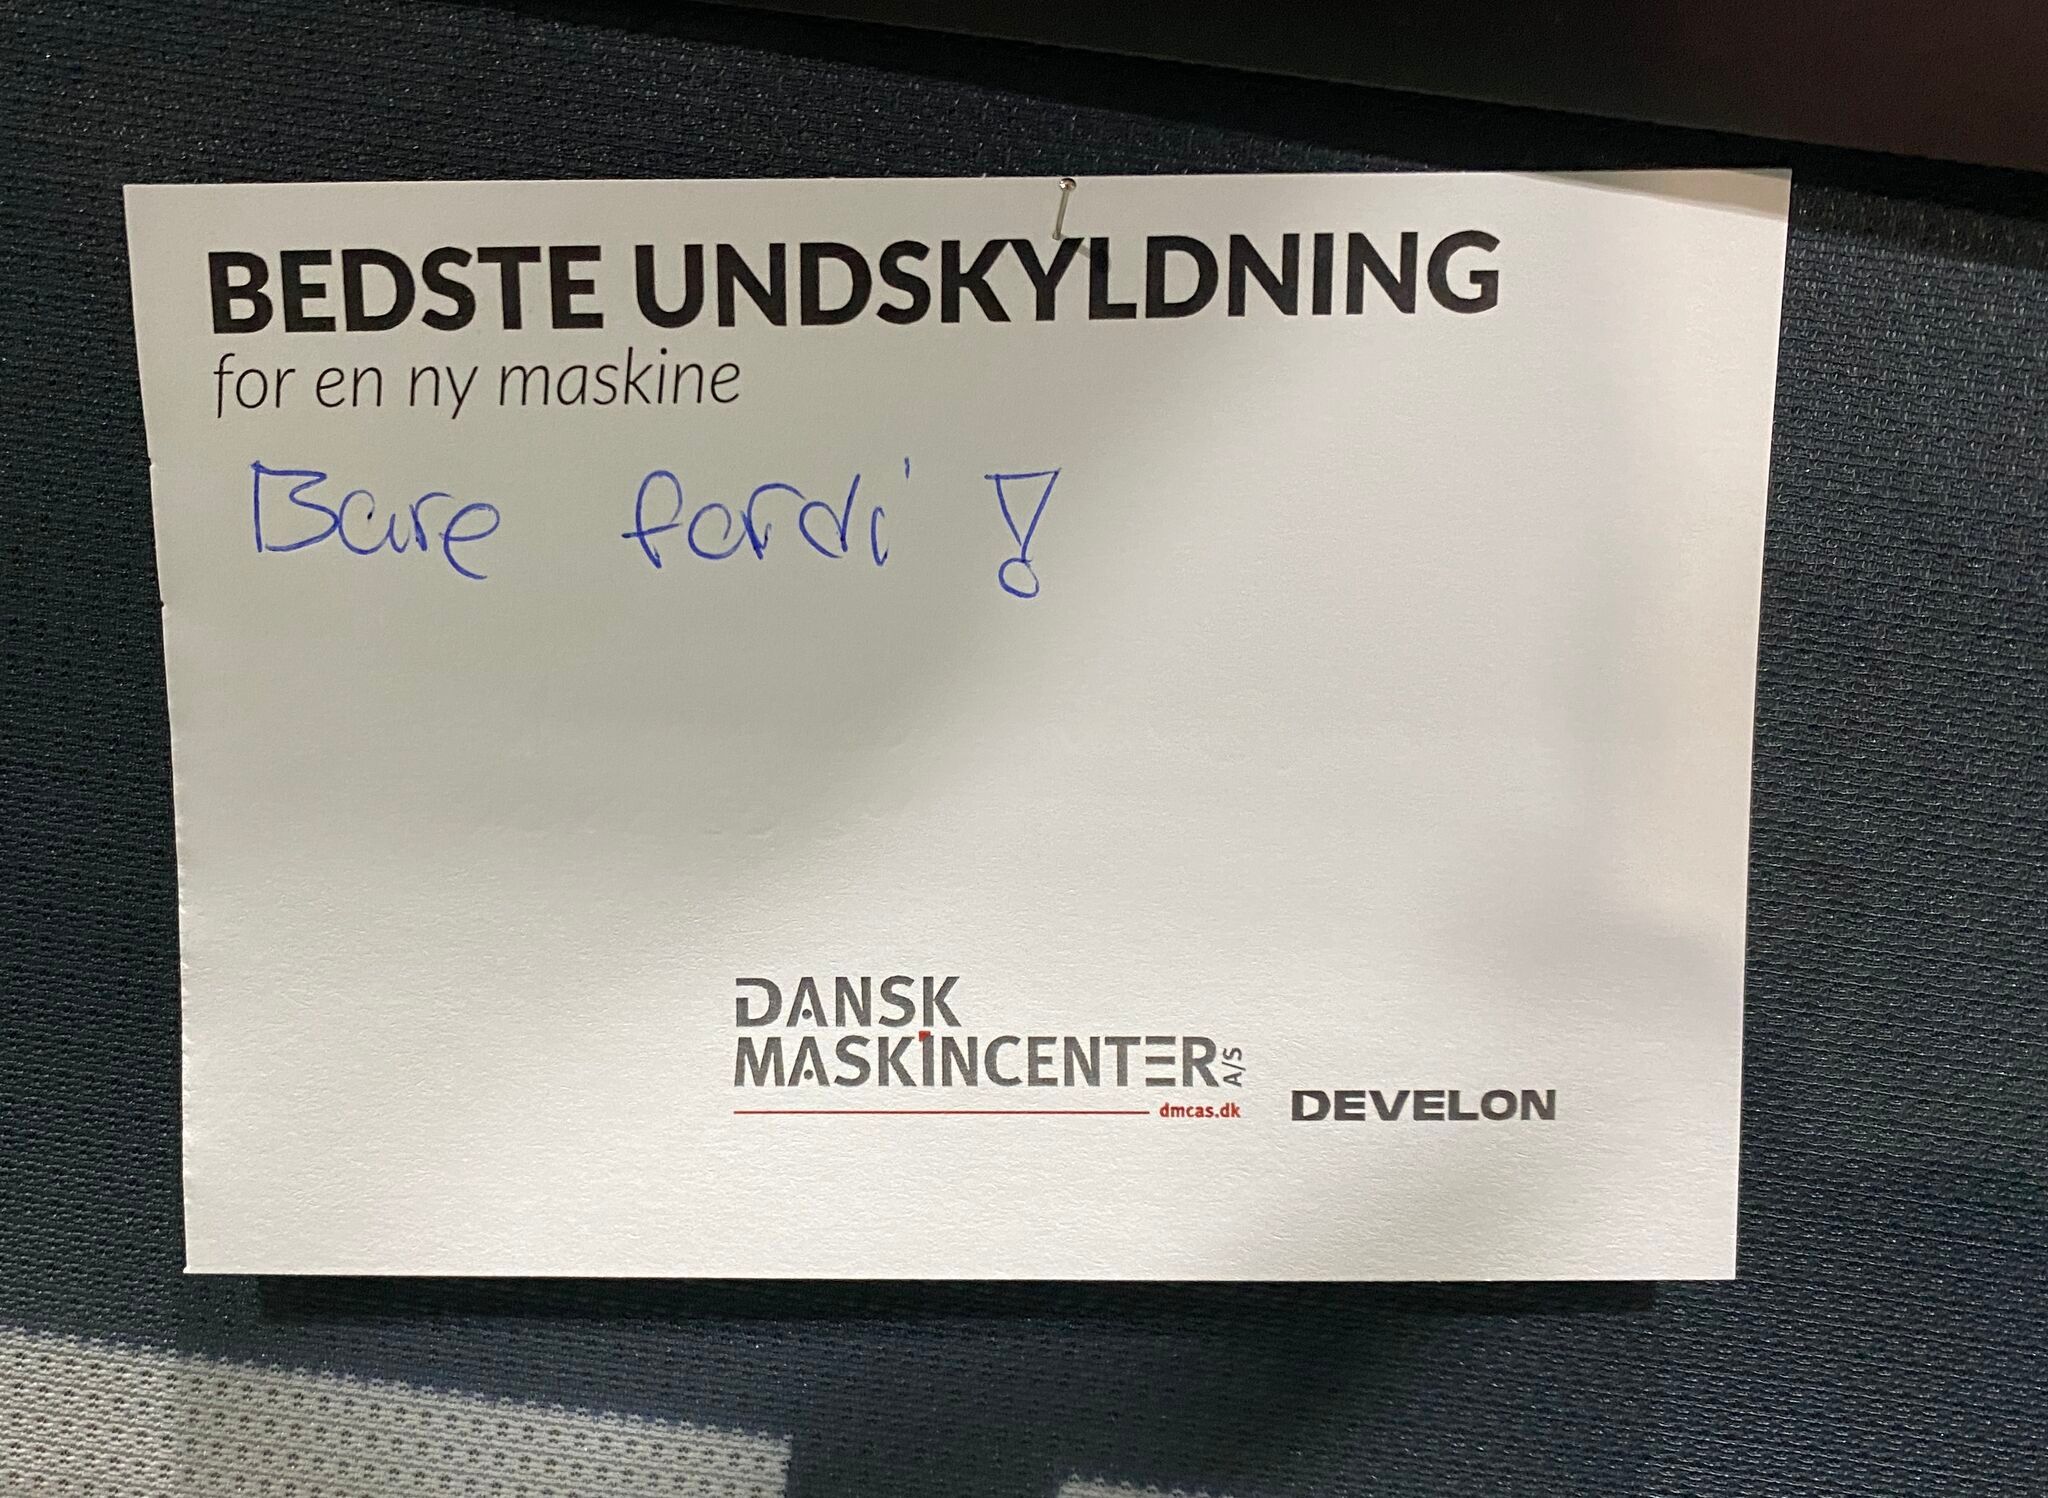 BEDSTE UNDSKYLDNING
for en ny maskine
Bare fordi !
DANSK
MASKINCENTER A/S
dmcas.dk
DEVELON